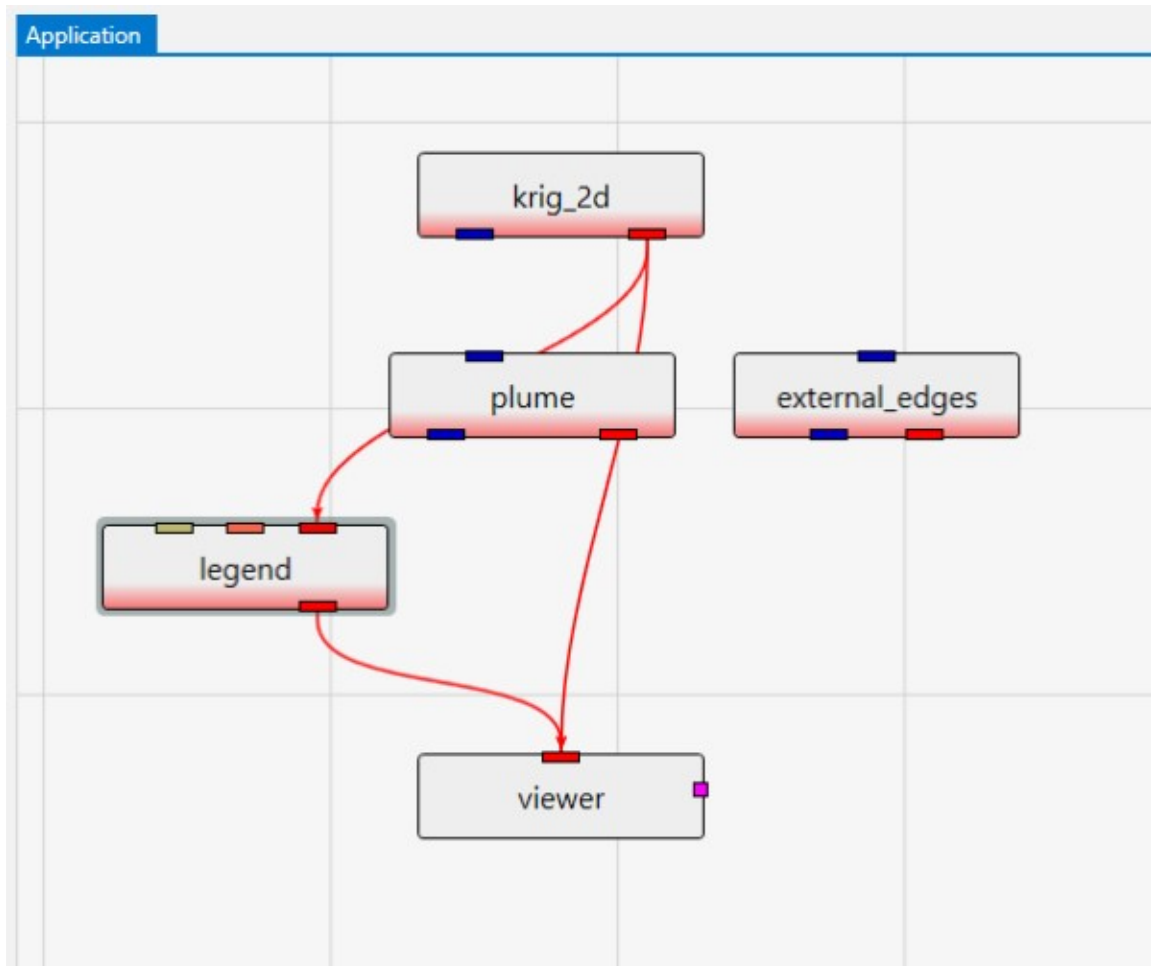 Application
krig_2d
plume
external_edges
legend
viewer